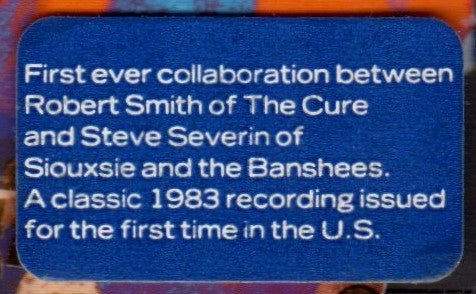 First ever collaboration between
Robert Smith of The Cure
and Steve Severin of
Siouxsie and the Banshees.
A classic 1983 recording issued
for the first time in the U.S.